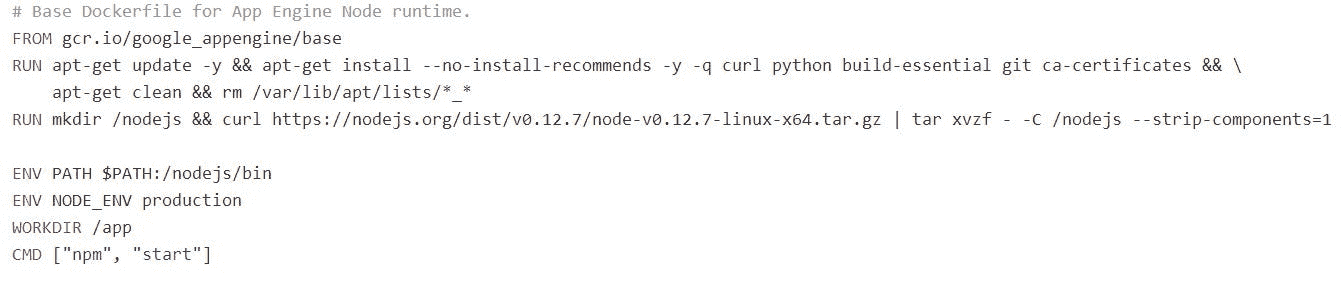 # Base Dockerfile for App Engine Node runtime.
FROM gcr.io/google_appengine/base
RUN apt-get update -y && apt-get install --no-install-recommends -y -q curl python build-essential git ca-certificates && \
    apt-get clean && rm /var/lib/apt/lists/*_*
RUN mkdir /nodejs && curl https://nodejs.org/dist/v0.12.7/node-v0.12.7-linux-x64.tar.gz | tar xvzf - -C /nodejs --strip-components=1
ENV PATH $PATH:/nodejs/bin
ENV NODE_ENV production
WORKDIR /app
CMD ["npm", "start"]